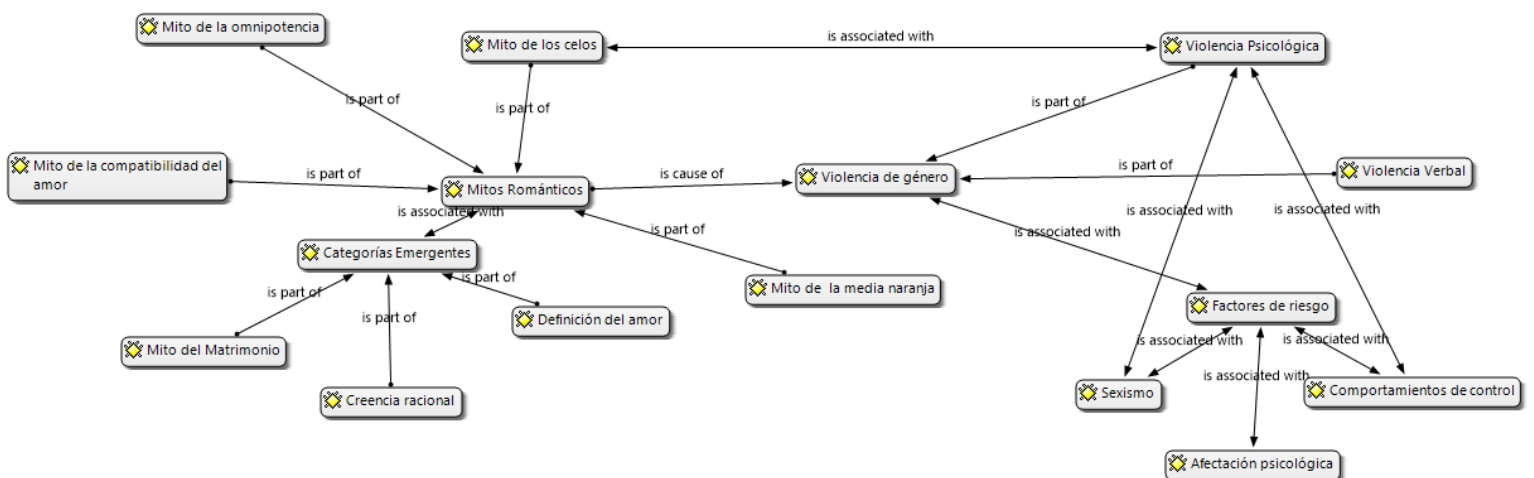 Mito de la omnipotencia
Mito de los celos
is associated with
Violencia Psicológica
is part of
is part of
is part of
Mito de la compatibilidad del
amor
is part of
Mitos Románticos
is cause of
Violencia de género
is part of
Violencia Verbal
is associated with
is associated with
is associated with
is part of
is associated with
Categorías Emergentes
is part of
is part of
Mito de  la media naranja
is part of
Definición del amor
Factores de riesgo
Mito del Matrimonio
is associated with
is associated with
is associated with
Creencia racional
Sexismo
Comportamientos de control
Afectación psicológica